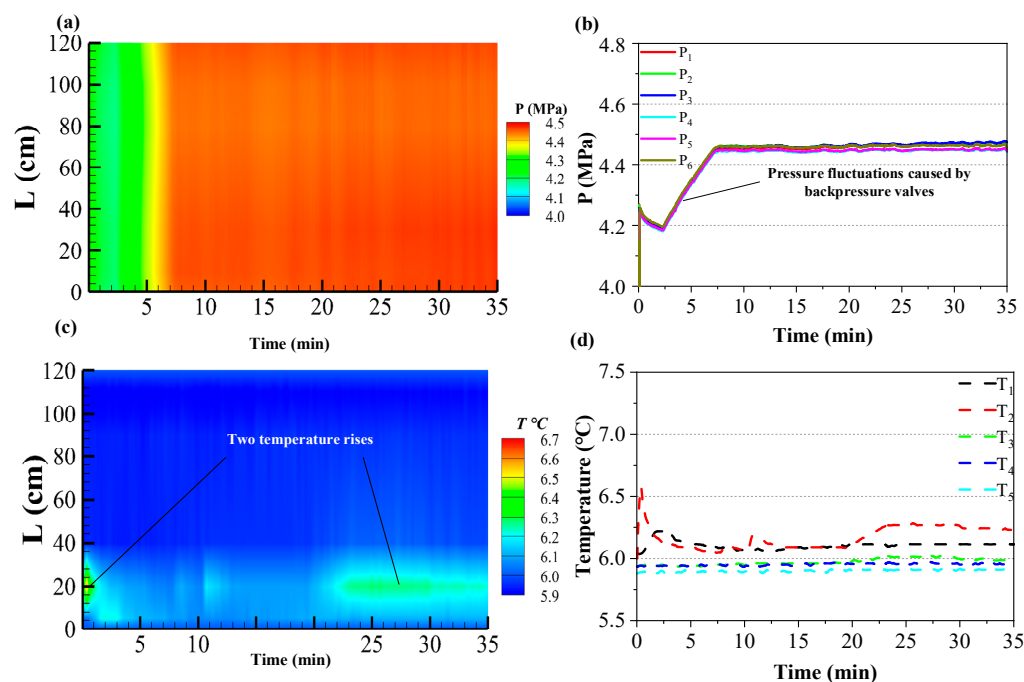 (a)
120
100
80
60
40
20
0
L (cm)
5
10
15
20
25
30
35
Time (min)
P (MPa)
4.5
4.4
4.3
4.2
4.1
4.0
(b)
4.8
4.6
4.4
4.2
4.0
P (MPa)
P1
P2
P3
P4
P5
P6
Pressure fluctuations caused by
backpressure valves
0
5
10
15
20
25
30
35
Time (min)
(c)
120
100
80
60
40
20
0
L (cm)
Two temperature rises
5
10
25
30
35
Time (min)
T °C
6.7
6.6
6.5
6.4
6.3
6.2
6.1
6.0
5.9
(d)
7.5
7.0
6.5
6.0
5.5
Temperature (°C)
T1
T2
T3
T4
T5
0
5
10
15
20
25
30
35
Time (min)